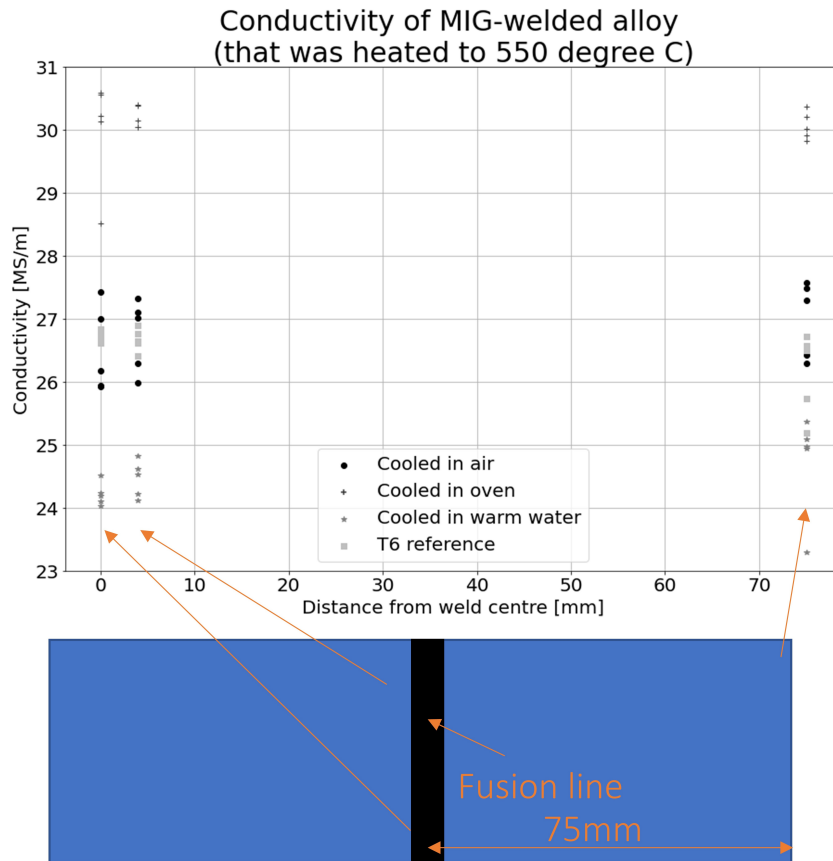 Conductivity of MIG-welded alloy
(that was heated to 550 degree C)
31
30
29
28
27
26
25
24
23
Conductivity [MS/m]
Cooled in air
Cooled in oven
Cooled in warm water
T6 reference
0 10 20 30 40 50 60 70
Distance from weld centre [mm]
Fusion line
75mm